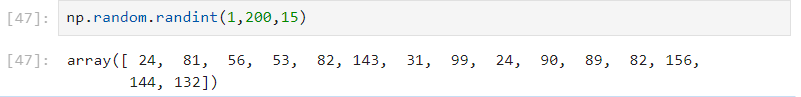 [47]: np.random.randint(1,200,15)
[47]: array([ 24,  81,  56,  53,  82, 143,  31,  99,  24,  90,  89,  82, 156,
       144, 132])